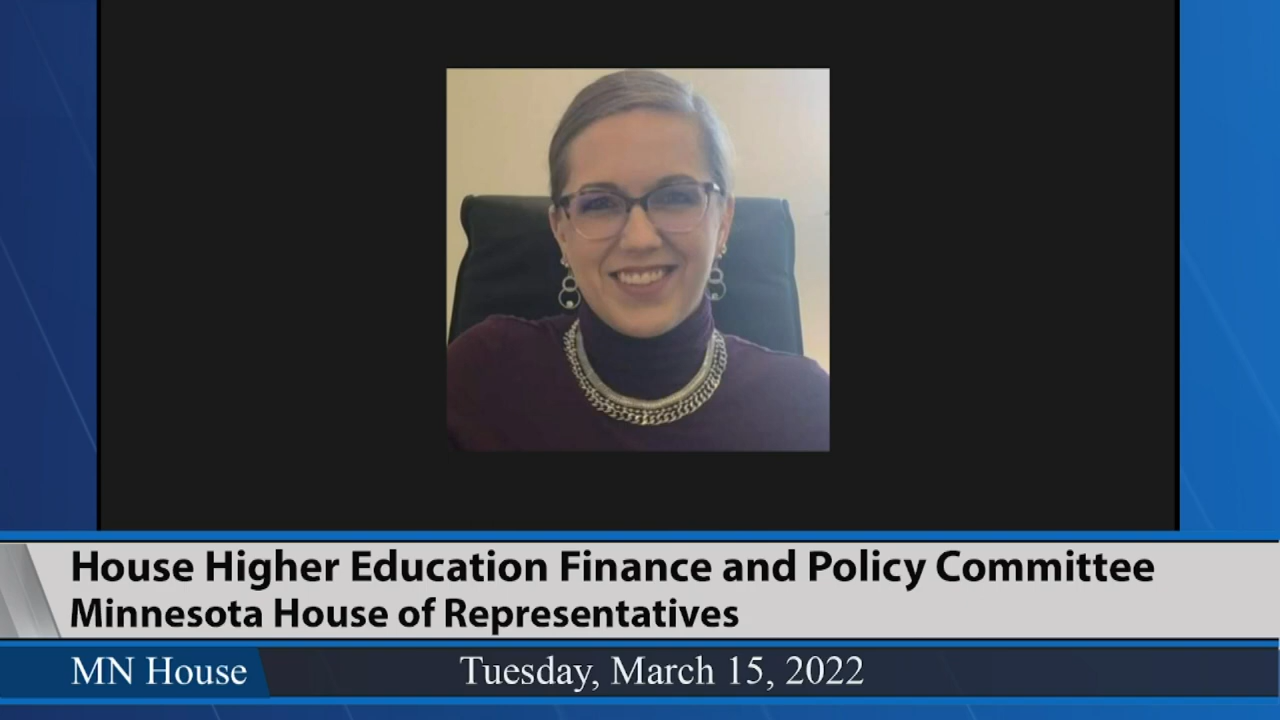 House Higher Education Finance and Policy Committee
Minnesota House of Representatives
MN House
Tuesday, March 15, 2022